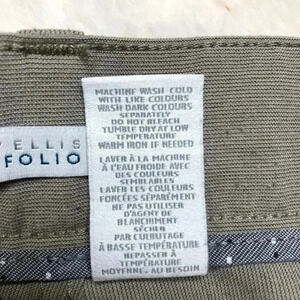 ELLIS
FOLIO
MACHINE WASH COLD
WITH LIKE COLOURS
WASH DARK COLOURS
SEPARATELY
DO NOT BLEACH
TUMBLE DRY AT LOW
TEMPERATURE
WARM IRON IF NEEDED
LAVER À LA MACHINE
À L'EAU FROIDE AVEC
DES COULEURS
SEMBLABLES
LAVER LES COULEURS
FONCÉES SÉPARÉMENT
NE PAS UTILISER
D'AGENT DE
BLANCHIMENT
SÉCHER
PAR CULBUTAGE
À BASSE TEMPÉRATURE
REPASSER À
TEMPÉRATURE
MOYENNE, AU BESOIN